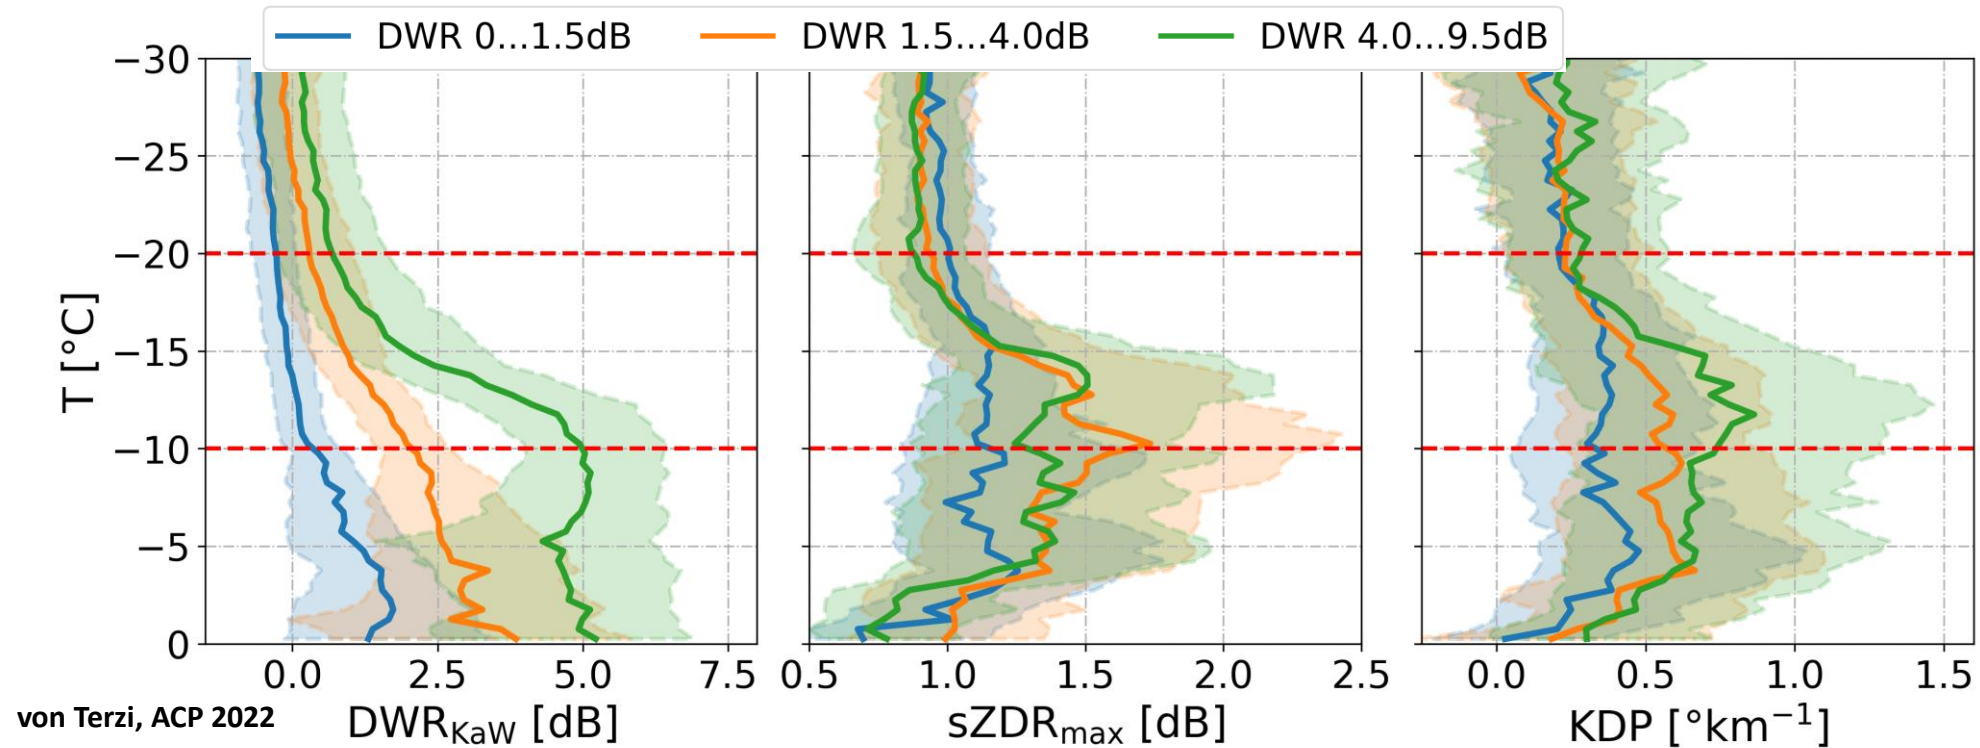 DWR 0...1.5dB DWR 1.5...4.0dB DWR 4.0...9.5dB
−30
−25
−20
−15
−10
−5
0
T [°C]
0.0 2.5 5.0 7.5 0.5 1.0 1.5 2.0 2.5 0.0 0.5 1.0 1.5
von Terzi, ACP 2022
DWR_KaW [dB] sZDR_max [dB] KDP [°km⁻¹]